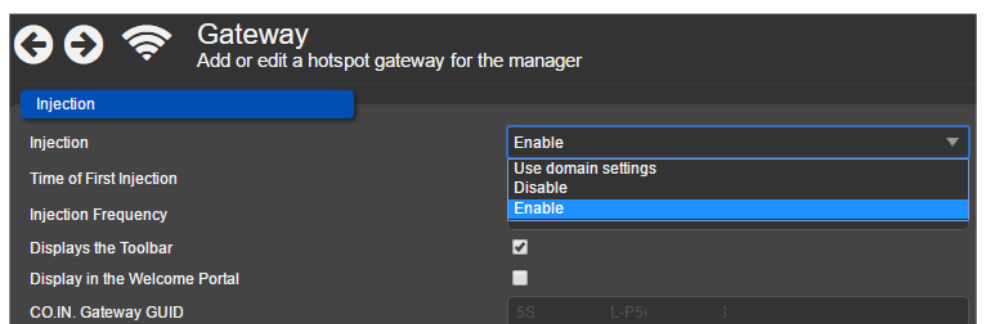 Gateway
Add or edit a hotspot gateway for the manager
Injection
Injection Enable
Use domain settings
Time of First Injection
Disable
Enable
Injection Frequency
Displays the Toolbar
Display in the Welcome Portal
CO.IN. Gateway GUID